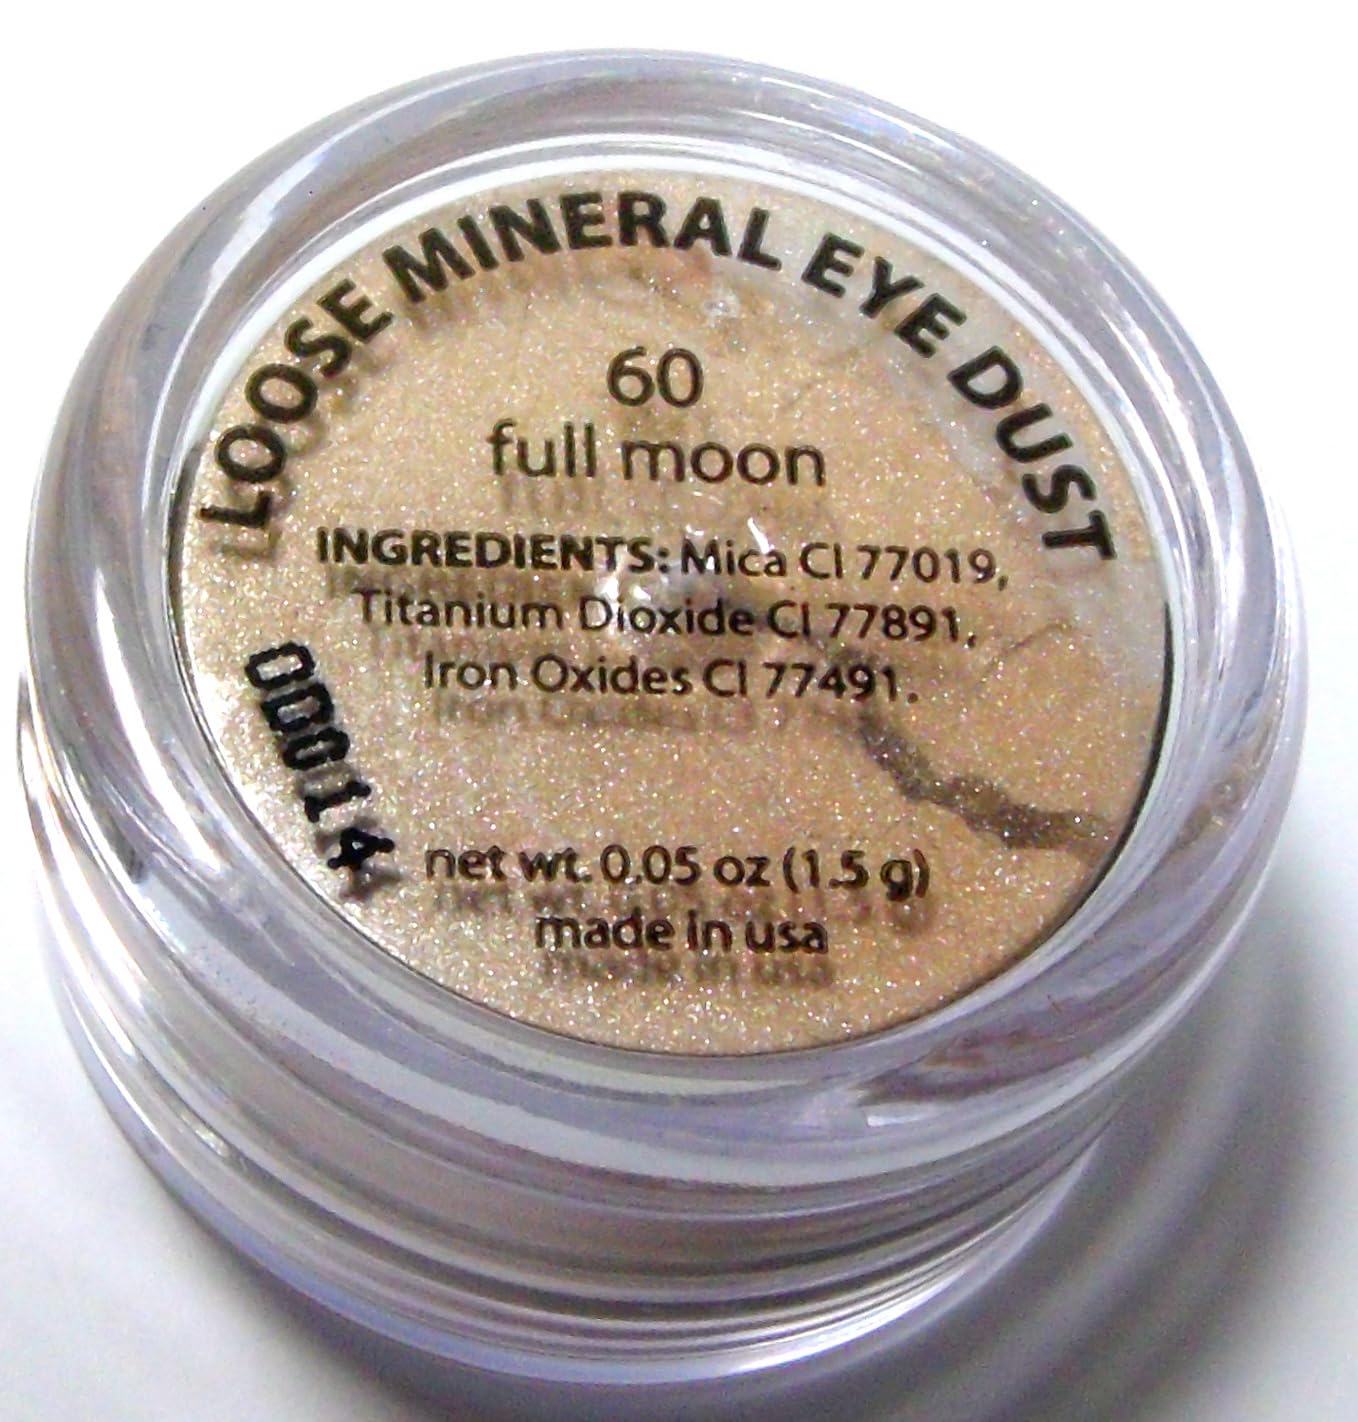 LOOSE MINERAL EYE DUST
60
full moon
INGREDIENTS: Mica CI 77019,
Titanium Dioxide CI 77891,
Iron Oxides CI 77491.
net wt. 0.05 oz (1.5 g)
made in usa